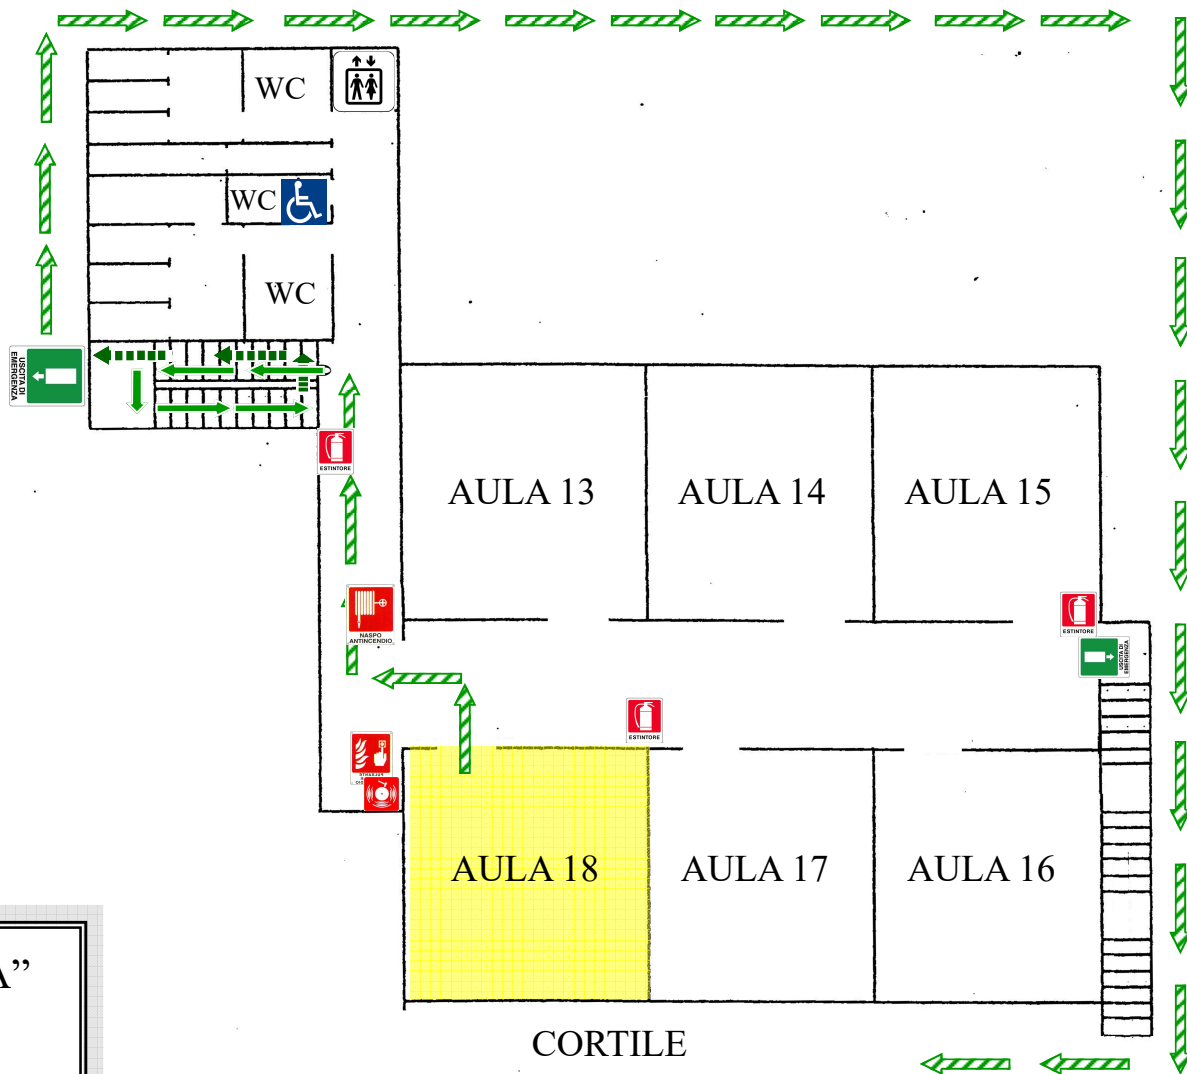 WC
WC
WC
USCITA DI
EMERGENZA
ESTINTORE
AULA 13
AULA 14
AULA 15
NASPO
ANTINCENDIO
ESTINTORE
USCITA DI
EMERGENZA
ESTINTORE
PULSANTE
AULA 18
AULA 17
AULA 16
A”
CORTILE